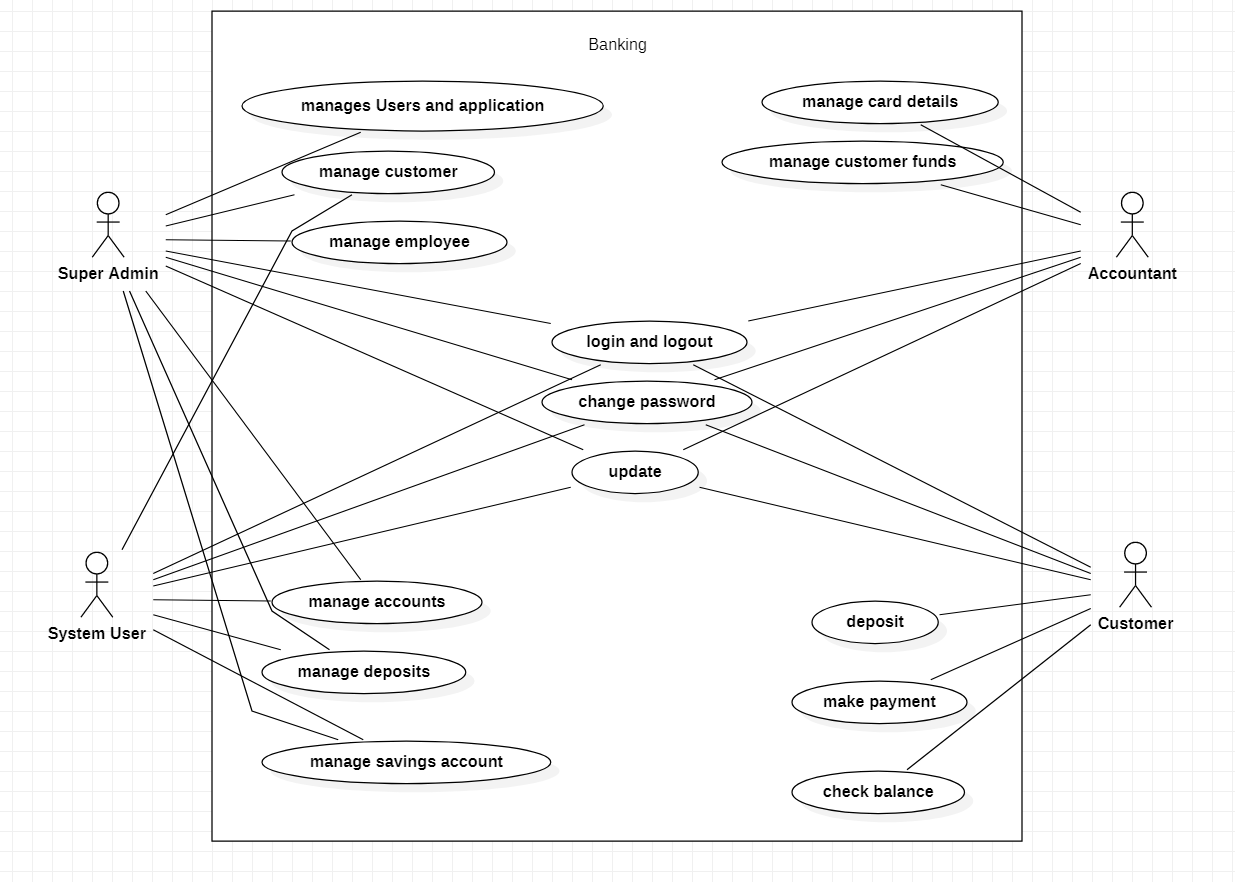 Banking
manages Users and application
manage card details
manage customer
manage customer funds
manage employee
Super Admin
Accountant
login and logout
change password
update
manage accounts
deposit
System User
Customer
manage deposits
make payment
manage savings account
check balance